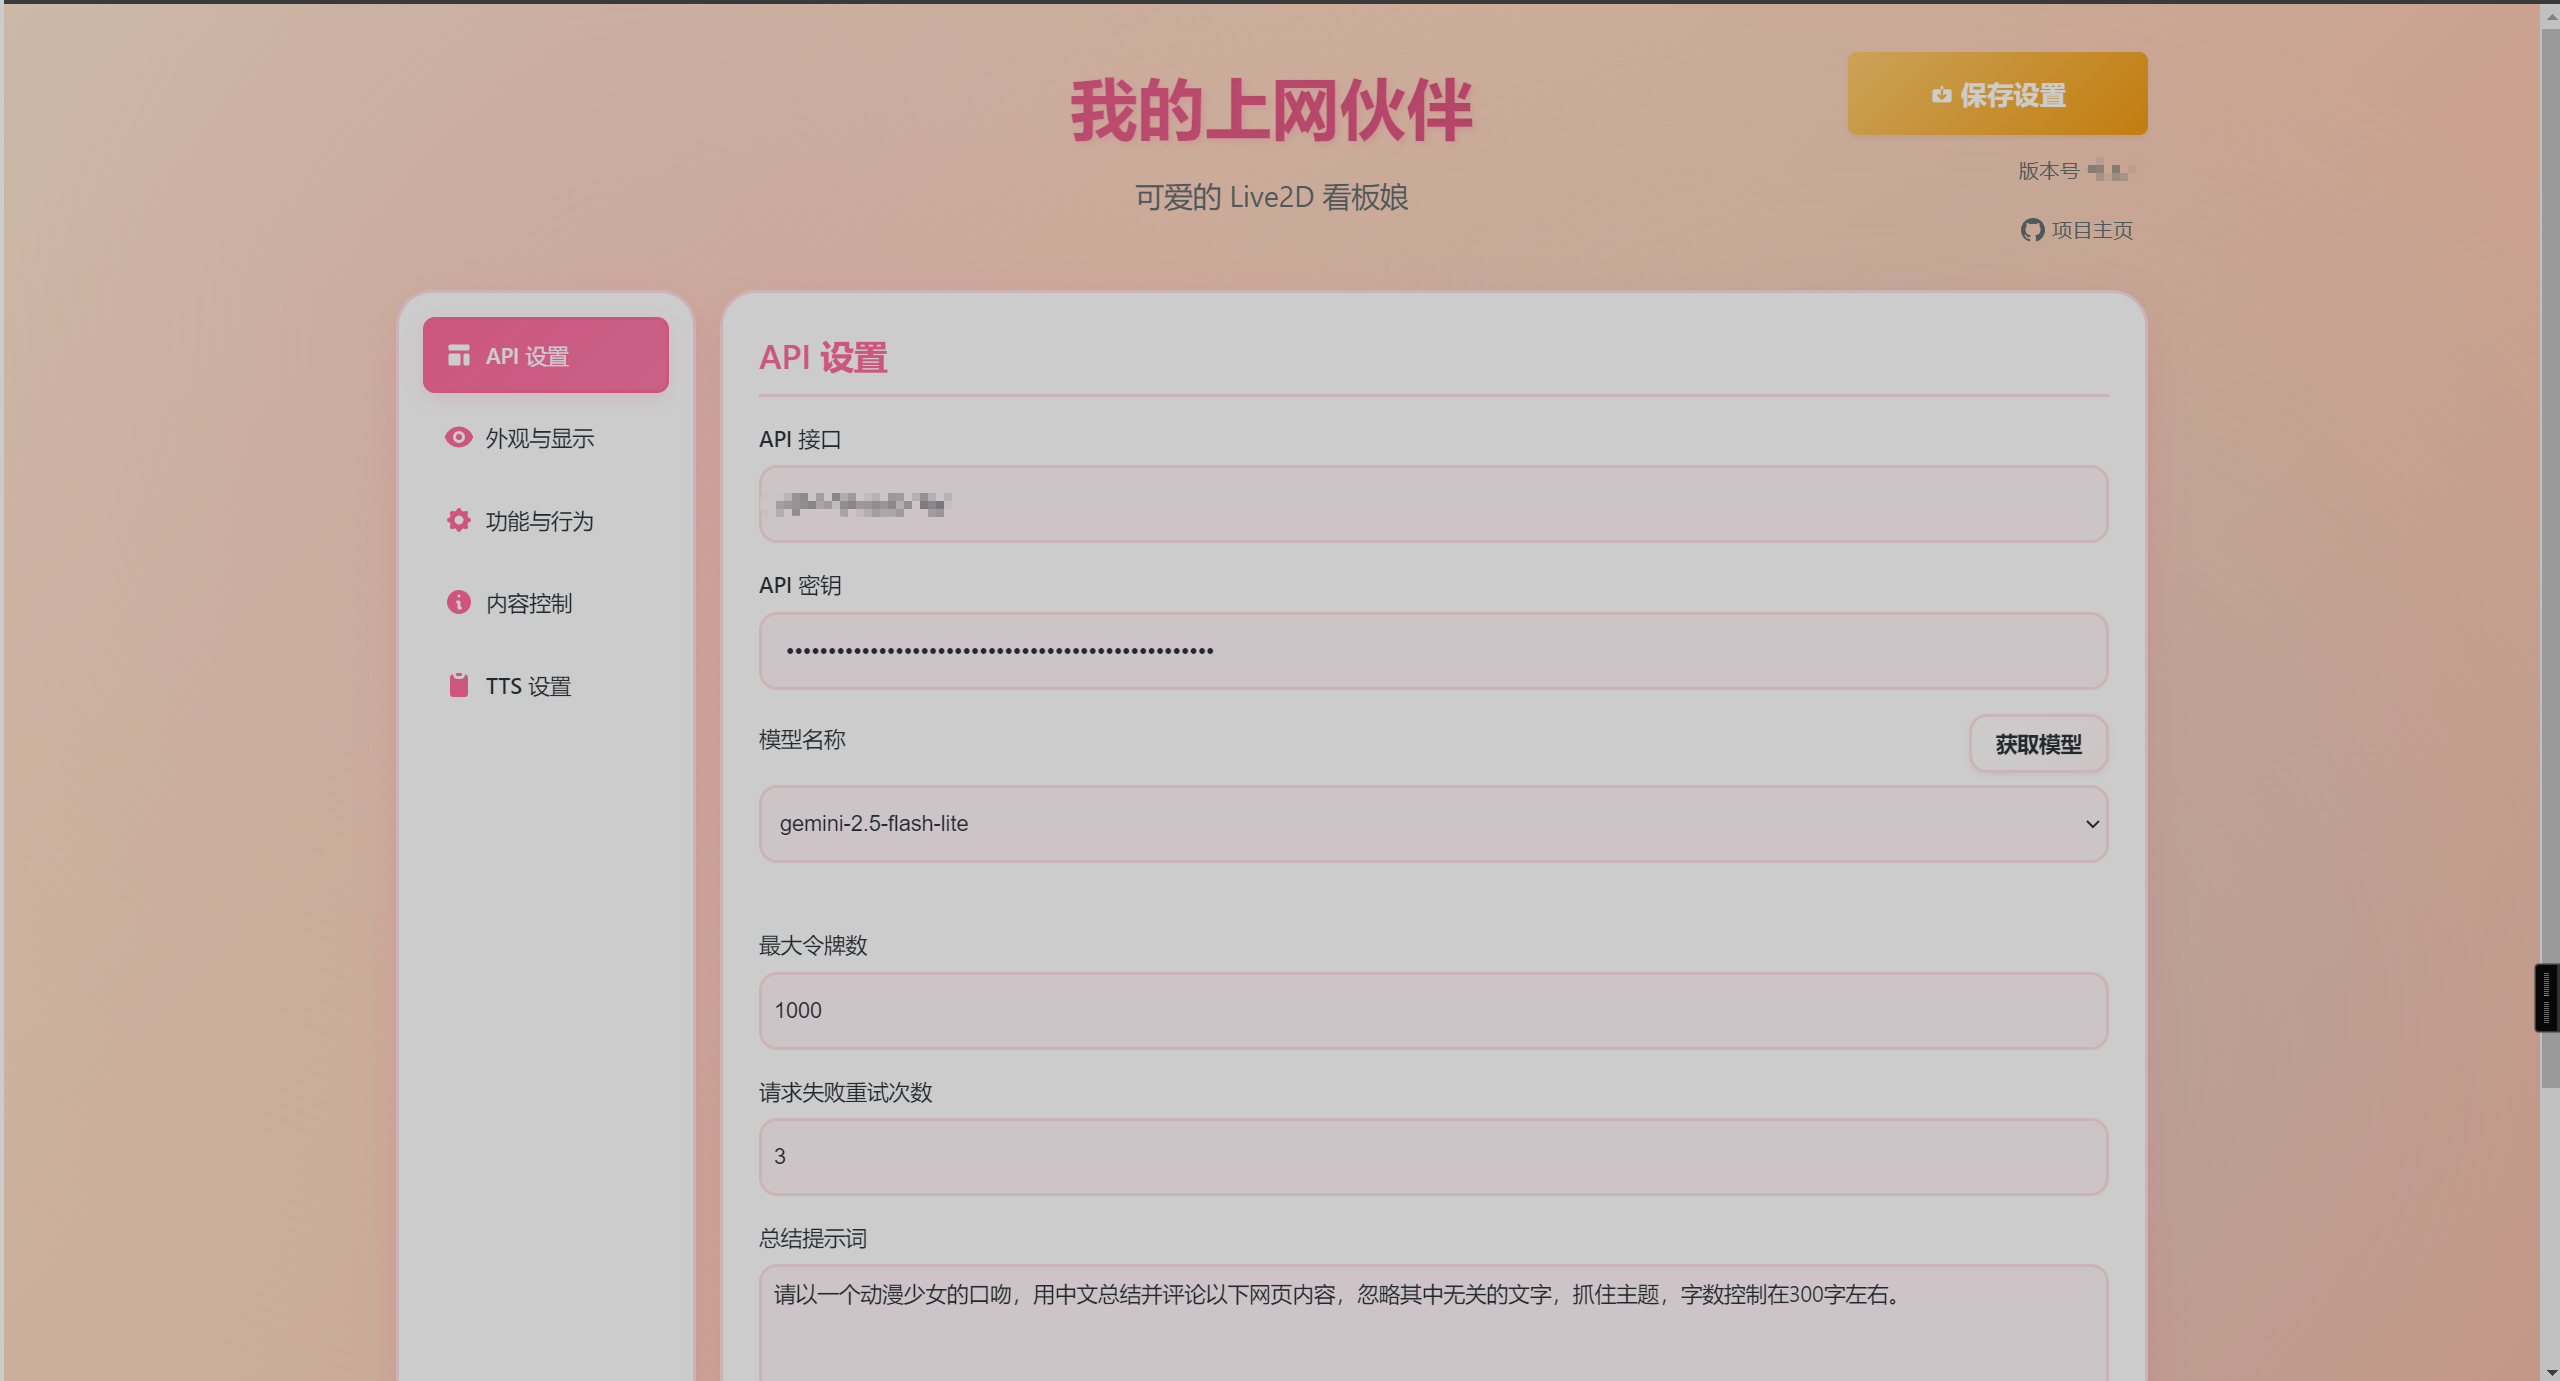 我的上网伙伴
可爱的 Live2D 看板娘
保存设置
版本号
项目主页
API 设置
外观与显示
功能与行为
内容控制
TTS 设置
API 设置
API 接口
API 密钥
••••••••••••••••••••••••••••••••••••••••••••••••••••
模型名称
获取模型
gemini-2.5-flash-lite
最大令牌数
1000
请求失败重试次数
3
总结提示词
请以一个动漫少女的口吻，用中文总结并评论以下网页内容，忽略其中无关的文字，抓住主题，字数控制在300字左右。